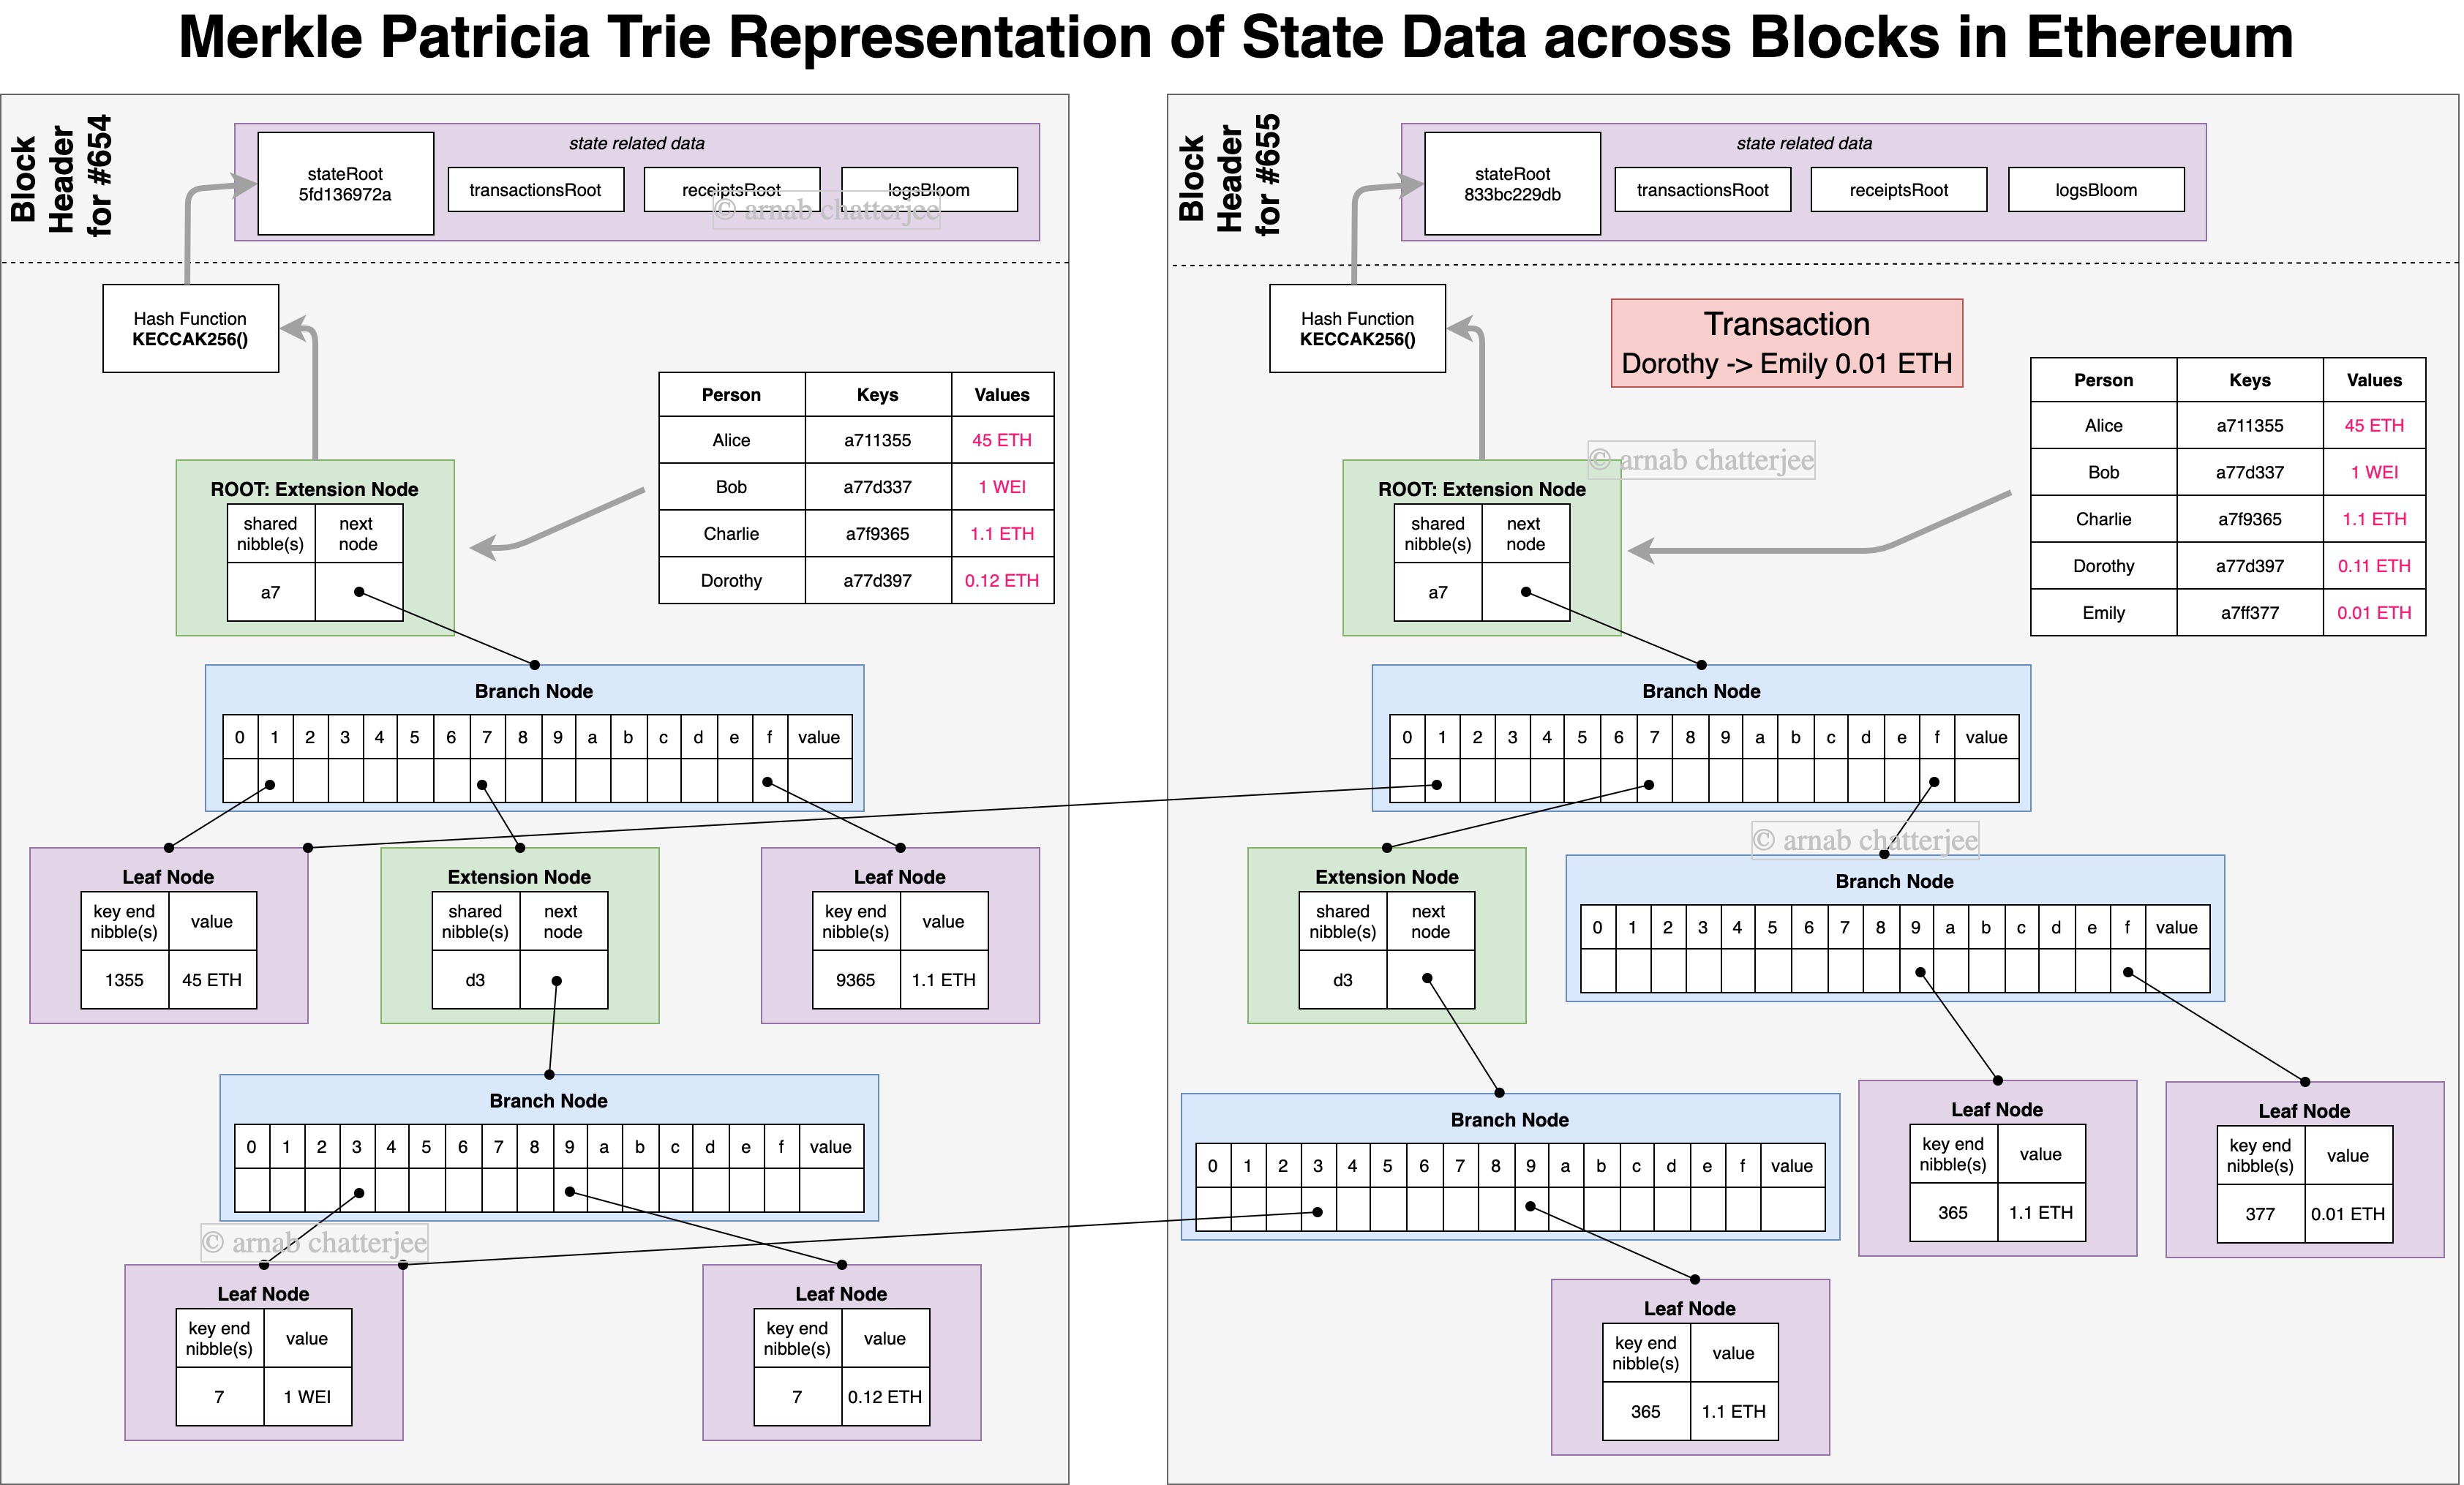 Merkle Patricia Trie Representation of State Data across Blocks in Ethereum
Block
Header
for #654
state related data
stateRoot
5fd136972a
transactionsRoot
receiptsRoot
logsBloom
© arnab chatterjee
Hash Function
KECCAK256()
Person Keys Values
Alice a711355 45 ETH
Bob a77d337 1 WEI
Charlie a7f9365 1.1 ETH
Dorothy a77d397 0.12 ETH
ROOT: Extension Node
shared
nibble(s)
next
node
a7
Branch Node
0 1 2 3 4 5 6 7 8 9 a b c d e f value
Leaf Node
key end
nibble(s)
value
1355 45 ETH
Extension Node
shared
nibble(s)
next
node
d3
Leaf Node
key end
nibble(s)
value
9365 1.1 ETH
Branch Node
0 1 2 3 4 5 6 7 8 9 a b c d e f value
© arnab chatterjee
Leaf Node
key end
nibble(s)
value
7 1 WEI
Leaf Node
key end
nibble(s)
value
7 0.12 ETH
Block
Header
for #655
state related data
stateRoot
833bc229db
transactionsRoot
receiptsRoot
logsBloom
Hash Function
KECCAK256()
Transaction
Dorothy -> Emily 0.01 ETH
Person Keys Values
Alice a711355 45 ETH
Bob a77d337 1 WEI
Charlie a7f9365 1.1 ETH
Dorothy a77d397 0.11 ETH
Emily a7ff377 0.01 ETH
© arnab chatterjee
ROOT: Extension Node
shared
nibble(s)
next
node
a7
Branch Node
0 1 2 3 4 5 6 7 8 9 a b c d e f value
© arnab chatterjee
Extension Node
shared
nibble(s)
next
node
d3
Branch Node
0 1 2 3 4 5 6 7 8 9 a b c d e f value
Branch Node
0 1 2 3 4 5 6 7 8 9 a b c d e f value
Leaf Node
key end
nibble(s)
value
365 1.1 ETH
Leaf Node
key end
nibble(s)
value
377 0.01 ETH
Leaf Node
key end
nibble(s)
value
365 1.1 ETH